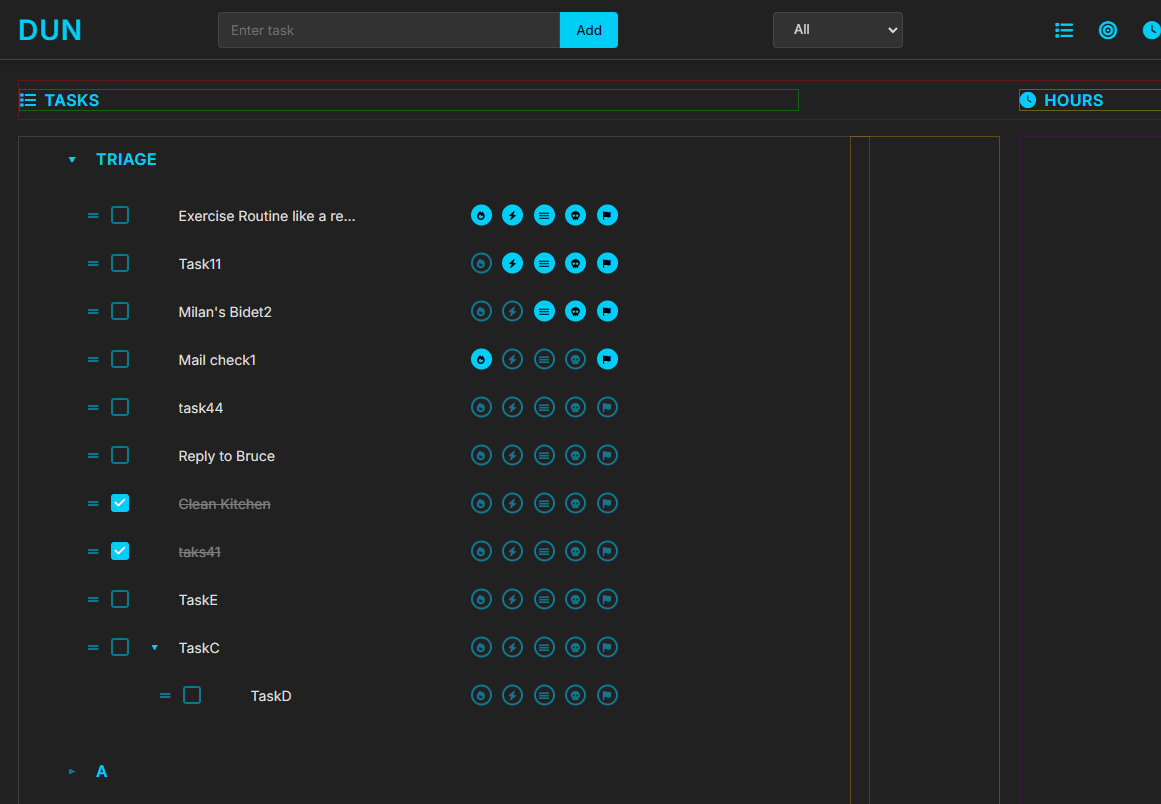 DUN
Enter task
Add
All
TASKS
HOURS
TRIAGE
Exercise Routine like a re...
Task11
Milan's Bidet2
Mail check1
task44
Reply to Bruce
Clean Kitchen
taks41
TaskE
TaskC
TaskD
A